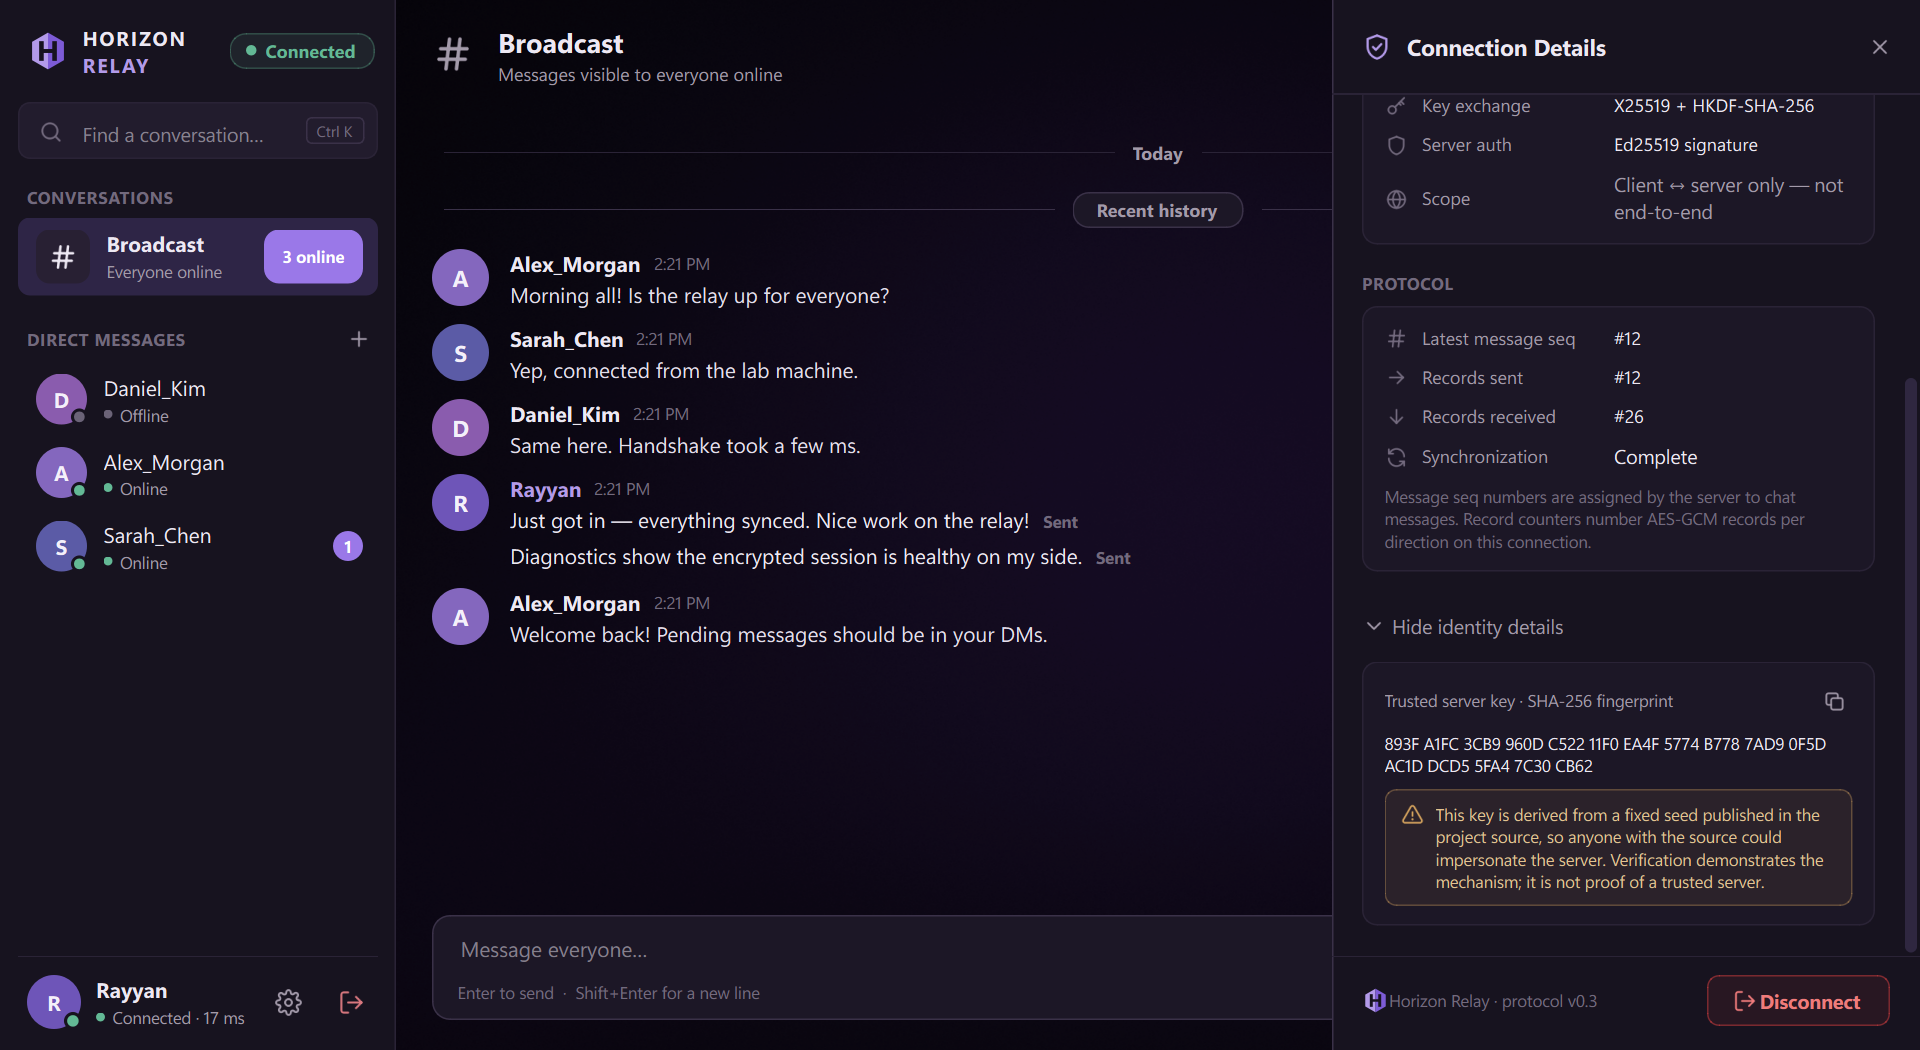 HORIZON
RELAY
Connected
Find a conversation...
Ctrl K
CONVERSATIONS
Broadcast
Everyone online
3 online
DIRECT MESSAGES
D
Daniel_Kim
Offline
A
Alex_Morgan
Online
S
Sarah_Chen
Online
1
R
Rayyan
Connected · 17 ms
Broadcast
Messages visible to everyone online
Today
Recent history
A
Alex_Morgan 2:21 PM
Morning all! Is the relay up for everyone?
S
Sarah_Chen 2:21 PM
Yep, connected from the lab machine.
D
Daniel_Kim 2:21 PM
Same here. Handshake took a few ms.
R
Rayyan 2:21 PM
Just got in — everything synced. Nice work on the relay! Sent
Diagnostics show the encrypted session is healthy on my side. Sent
A
Alex_Morgan 2:21 PM
Welcome back! Pending messages should be in your DMs.
Message everyone...
Enter to send · Shift+Enter for a new line
Connection Details
Key exchange X25519 + HKDF-SHA-256
Server auth Ed25519 signature
Scope Client ↔ server only — not
end-to-end
PROTOCOL
Latest message seq #12
Records sent #12
Records received #26
Synchronization Complete
Message seq numbers are assigned by the server to chat
messages. Record counters number AES-GCM records per
direction on this connection.
Hide identity details
Trusted server key · SHA-256 fingerprint
893F A1FC 3CB9 960D C522 11F0 EA4F 5774 B778 7AD9 0F5D
AC1D DCD5 5FA4 7C30 CB62
This key is derived from a fixed seed published in the
project source, so anyone with the source could
impersonate the server. Verification demonstrates the
mechanism; it is not proof of a trusted server.
Horizon Relay · protocol v0.3
Disconnect